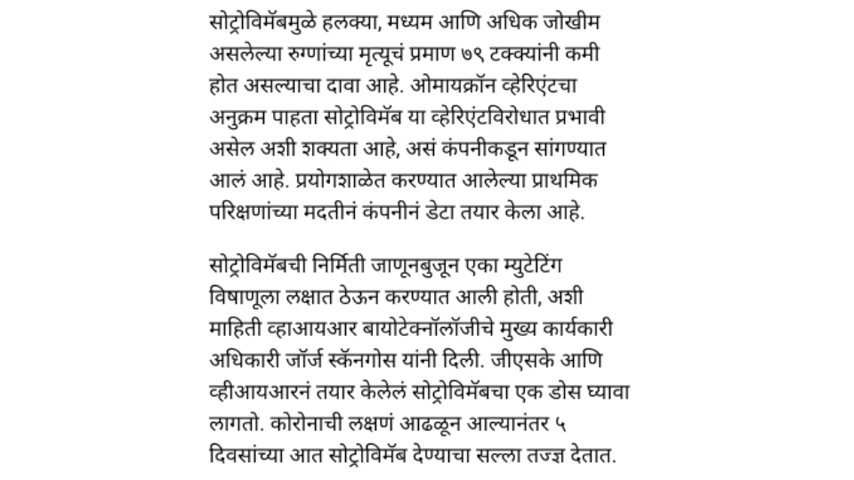 सोट्रोविमॅबमुळे हलक्या, मध्यम आणि अधिक जोखीम
असलेल्या रुग्णांच्या मृत्यूचं प्रमाण ७९ टक्क्यांनी कमी
होत असल्याचा दावा आहे. ओमायक्रॉन व्हेरिएंटचा
अनुक्रम पाहता सोट्रोविमॅब या व्हेरिएंटविरोधात प्रभावी
असेल अशी शक्यता आहे, असं कंपनीकडून सांगण्यात
आलं आहे. प्रयोगशाळेत करण्यात आलेल्या प्राथमिक
परिक्षणांच्या मदतीनं कंपनीनं डेटा तयार केला आहे.
सोट्रोविमॅबची निर्मिती जाणूनबुजून एका म्युटेटिंग
विषाणूला लक्षात ठेऊन करण्यात आली होती, अशी
माहिती व्हाआयआर बायोटेक्नॉलॉजीचे मुख्य कार्यकारी
अधिकारी जॉर्ज स्कॅनगोस यांनी दिली. जीएसके आणि
व्हीआयआरनं तयार केलेलं सोट्रोविमॅबचा एक डोस घ्यावा
लागतो. कोरोनाची लक्षणं आढळून आल्यानंतर ५
दिवसांच्या आत सोट्रोविमॅब देण्याचा सल्ला तज्ज्ञ देतात.